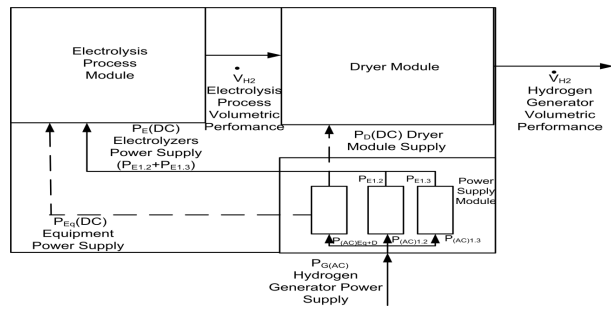 Electrolysis
Process
Module
Dryer Module
V̇H2
Electrolysis
Process
Volumetric
Perfomance
V̇H2
Hydrogen
Generator
Volumetric
Performance
PE(DC)
Electrolyzers
Power Supply
(PE1.2+PE1.3)
PD(DC) Dryer
Module Supply
PE1.2
PE1.3
Power
Supply
Module
PEq(DC)
Equipment
Power Supply
P(AC)Eq+D
P(AC)1.2
P(AC)1.3
PG(AC)
Hydrogen
Generator Power
Supply